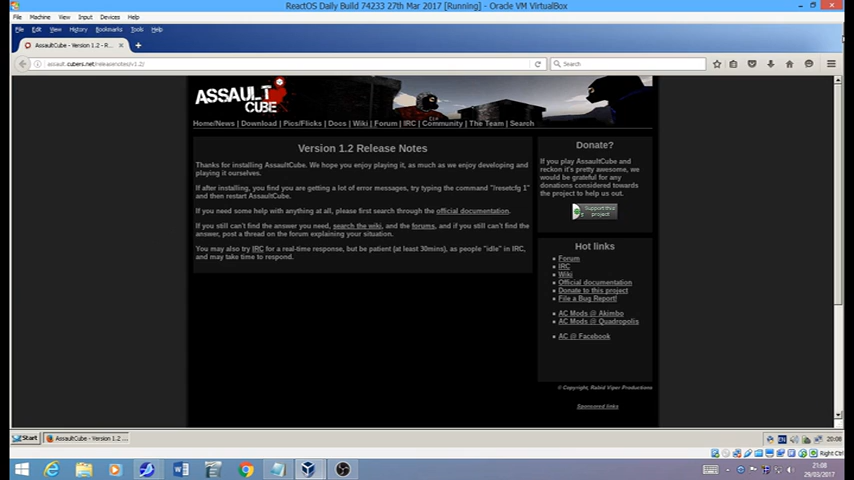 ReactOS Daily Build 74233 27th Mar 2017 [Running] - Oracle VM VirtualBox
File Machine View Input Devices Help
File Edit View History Bookmarks Tools Help
AssaultCube - Version 1.2 - R...
assault.cubers.net/releasenotes/v1.2/
Search
ASSAULT
CUBE
Home/News | Download | Pics/Flicks | Docs | Wiki | Forum | IRC | Community | The Team | Search
Version 1.2 Release Notes
Thanks for installing AssaultCube. We hope you enjoy playing it, as much as we enjoy developing and
playing it ourselves.
If after installing, you find you are getting a lot of error messages, try typing the command "/resetcfg 1"
and then restart AssaultCube.
If you need some help with anything at all, please first search through the official documentation.
If you still can't find the answer you need, search the wiki, and the forums, and if you still can't find the
answer, post a thread on the forum explaining your situation.
You may also try IRC for a real-time response, but be patient (at least 30mins), as people "idle" in IRC,
and may take time to respond.
Donate?
If you play AssaultCube and
reckon it's pretty awesome, we
would be grateful for any
donations considered towards
the project to help us out.
Support this
project
Hot links
Forum
IRC
Wiki
Official documentation
Donate to this project
File a Bug Report!
AC Mods @ Akimbo
AC Mods @ Quadropolis
AC @ Facebook
© Copyright, Rabid Viper Productions
Sponsored links
Start
AssaultCube - Version 1.2 ...
EN
20:08
Right Ctrl
21:08
29/03/2017